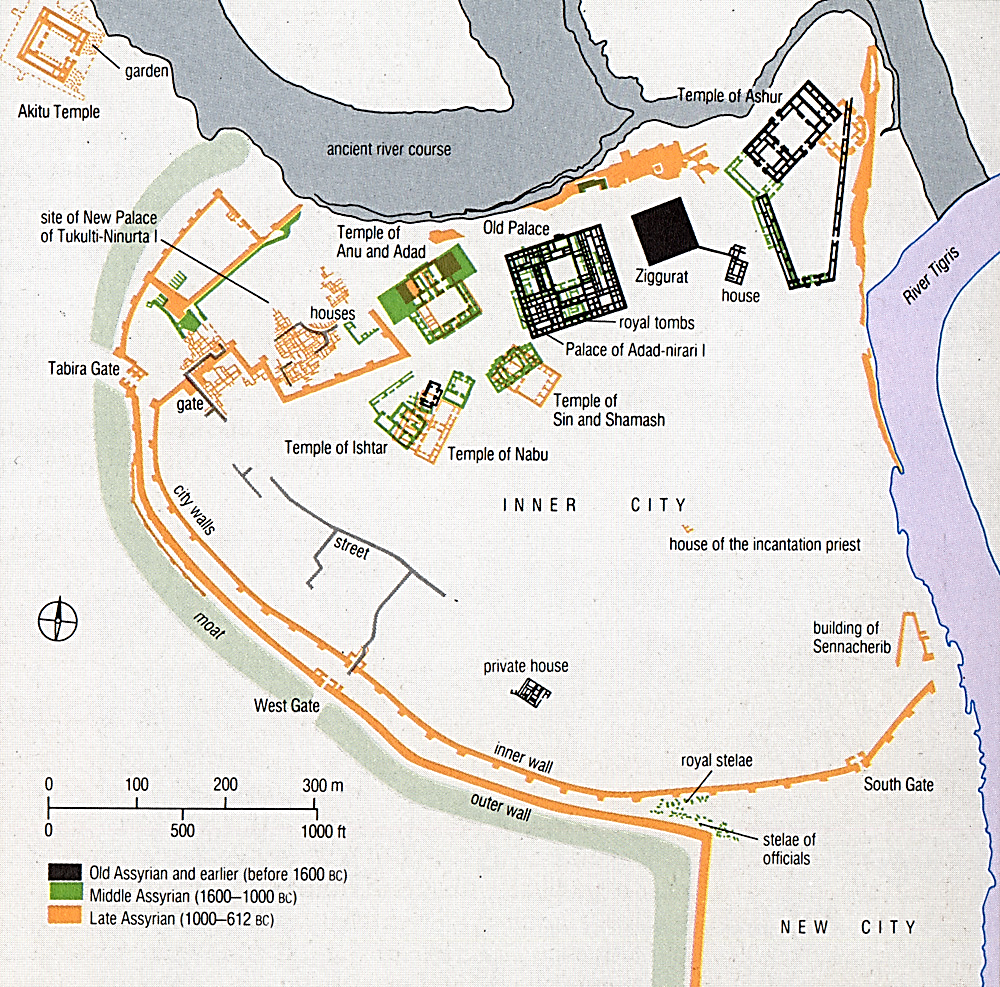 garden
Akitu Temple
Temple of Ashur
ancient river course
site of New Palace
of Tukulti-Ninurta I
Temple of
Anu and Adad
Old Palace
Ziggurat
house
River Tigris
houses
royal tombs
Palace of Adad-nirari I
Tabira Gate
gate
Temple of
Sin and Shamash
Temple of Ishtar
Temple of Nabu
city walls
INNER CITY
street
house of the incantation priest
moat
building of
Sennacherib
private house
West Gate
inner wall
royal stelae
South Gate
outer wall
stelae of
officials
0 100 200 300 m
0 500 1000 ft
Old Assyrian and earlier (before 1600 BC)
Middle Assyrian (1600–1000 BC)
Late Assyrian (1000–612 BC)
NEW CITY